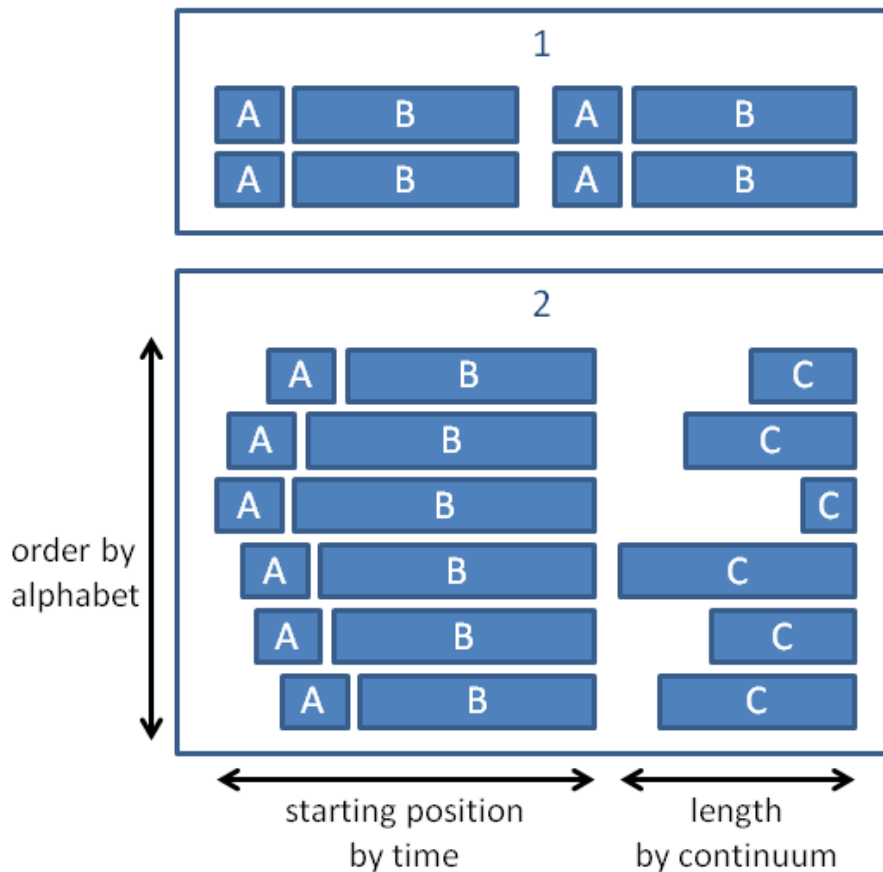 1
A B A B
A B A B
2
A B C
A B C
A B C
order by
alphabet
A B C
A B C
A B C
starting position
by time
length
by continuum